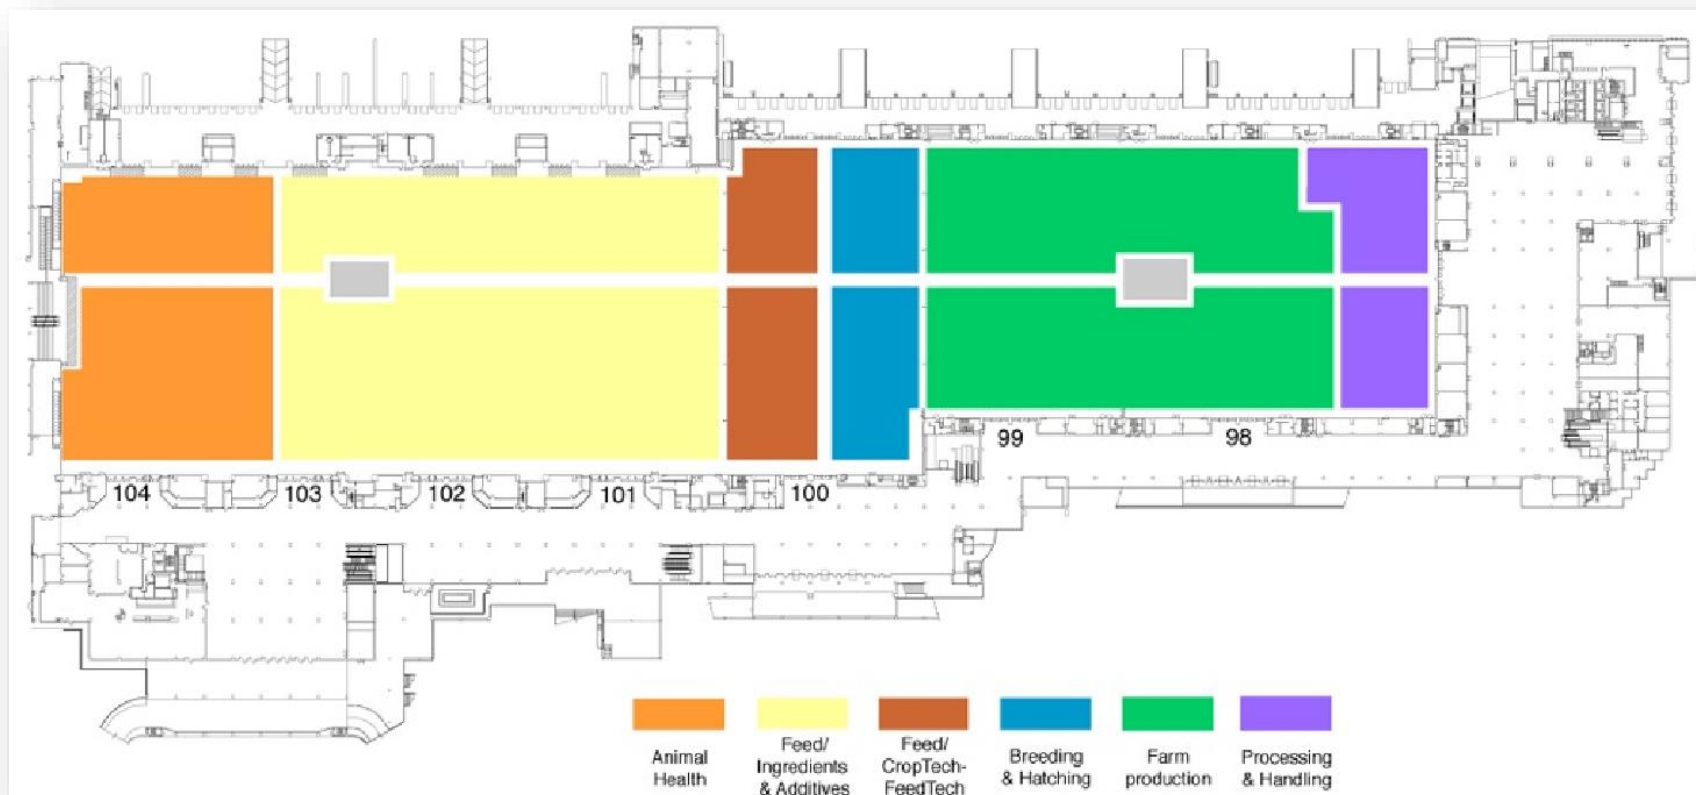 99
98
104
103
102
101
100
Animal
Health
Feed/
Ingredients
& Additives
Feed/
CropTech-
FeedTech
Breeding
& Hatching
Farm
production
Processing
& Handling